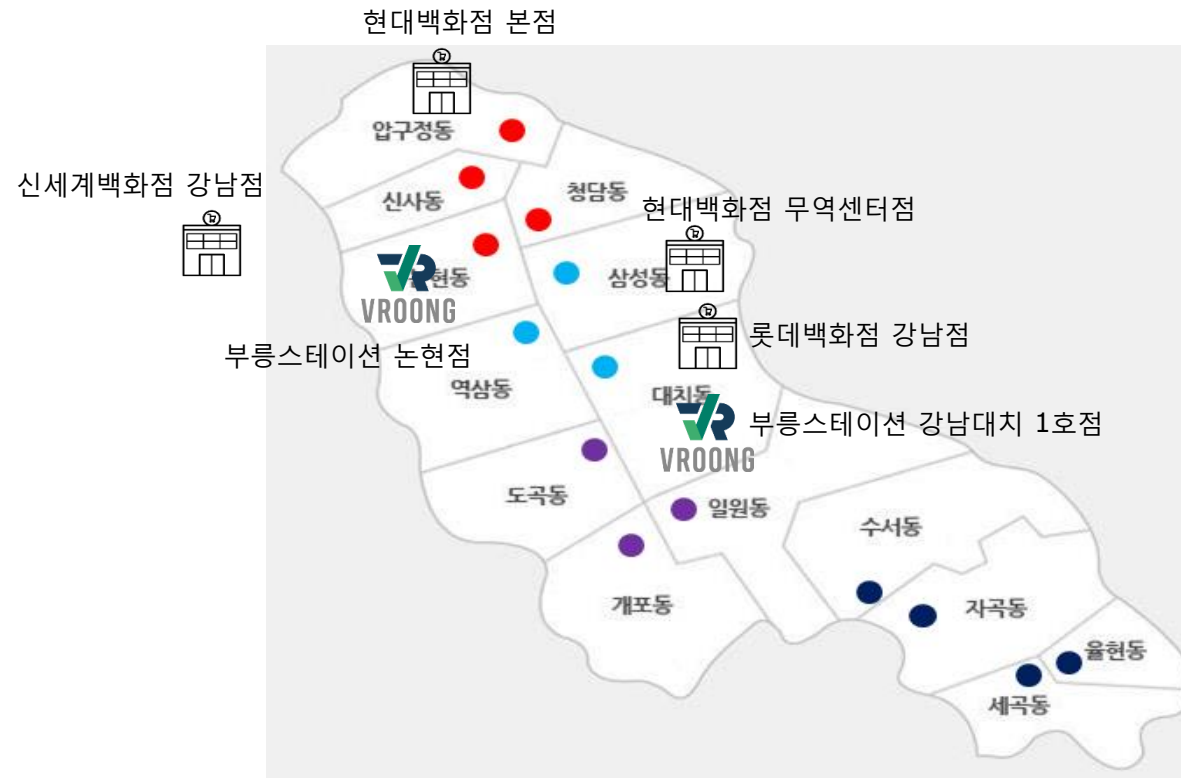 현대백화점 본점
압구정동
신세계백화점 강남점
신사동
청담동
현대백화점 무역센터점
현동
삼성동
VROONG
부릉스테이션 논현점
롯데백화점 강남점
역삼동
대치동
부릉스테이션 강남대치 1호점
VROONG
도곡동
일원동
수서동
개포동
자곡동
율현동
세곡동